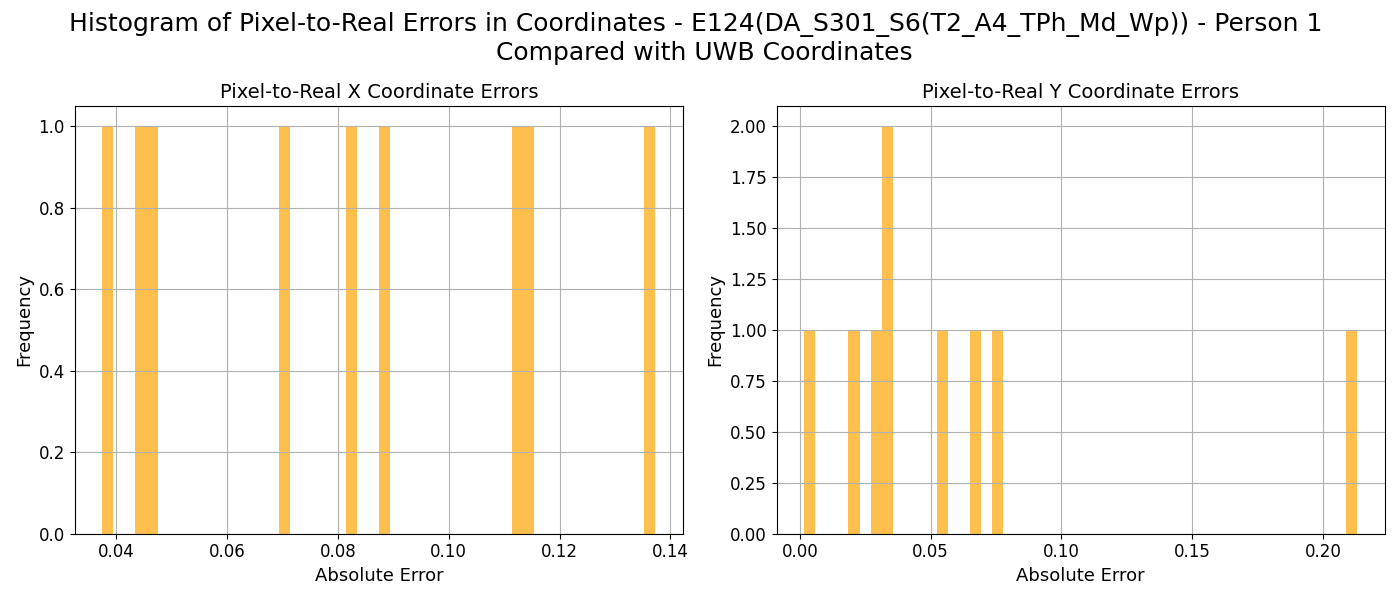 Histogram of Pixel-to-Real Errors in Coordinates - E124(DA_S301_S6(T2_A4_TPh_Md_Wp)) - Person 1
Compared with UWB Coordinates
Pixel-to-Real X Coordinate Errors
Frequency
1.0
0.8
0.6
0.4
0.2
0.0
0.04 0.06 0.08 0.10 0.12 0.14
Absolute Error
Pixel-to-Real Y Coordinate Errors
Frequency
2.00
1.75
1.50
1.25
1.00
0.75
0.50
0.25
0.00
0.00 0.05 0.10 0.15 0.20
Absolute Error